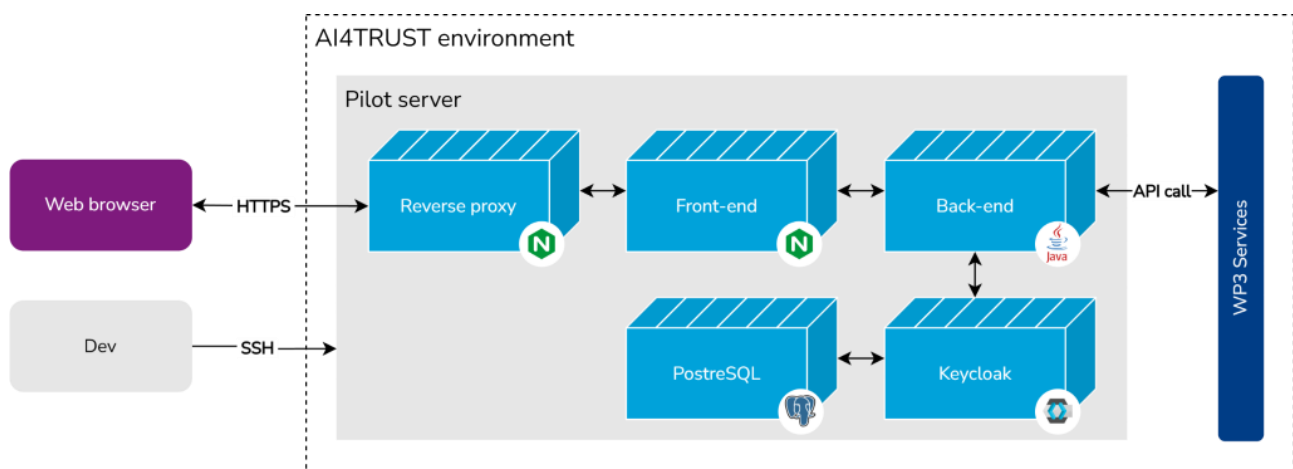 AI4TRUST environment
Pilot server
Web browser
HTTPS
Reverse proxy
Front-end
Back-end
API call
WP3 Services
N
N
Java
Dev
SSH
PostreSQL
Keycloak